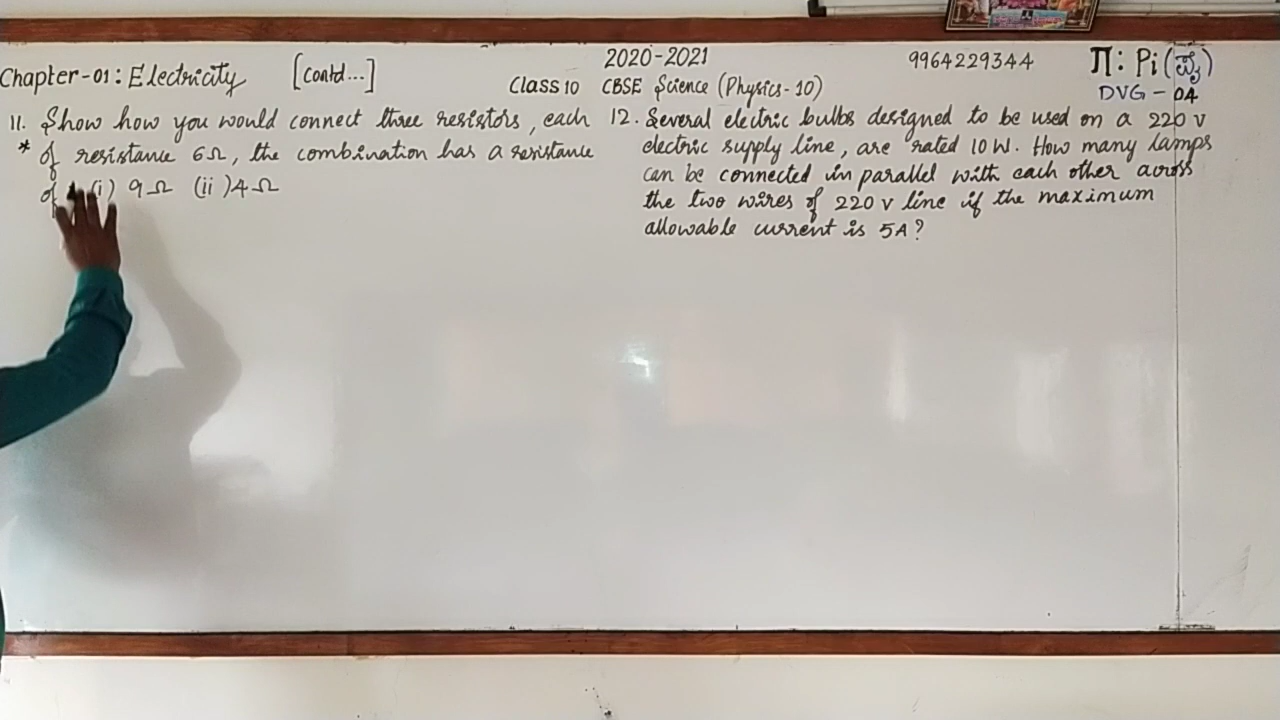 2020-2021
9964229344
Π: Pi (ಪೈ)
Chapter-01: Electricity [Contd...]
Class 10 CBSE Science (Physics-10)
DVG - 04
11. Show how you would connect three resistors, each
* of resistance 6Ω, the combination has a resistance
of (i) 9Ω (ii) 4Ω
12. Several electric bulbs designed to be used on a 220 V
electric supply line, are rated 10 W. How many lamps
can be connected in parallel with each other across
the two wires of 220 V line if the maximum
allowable current is 5A?